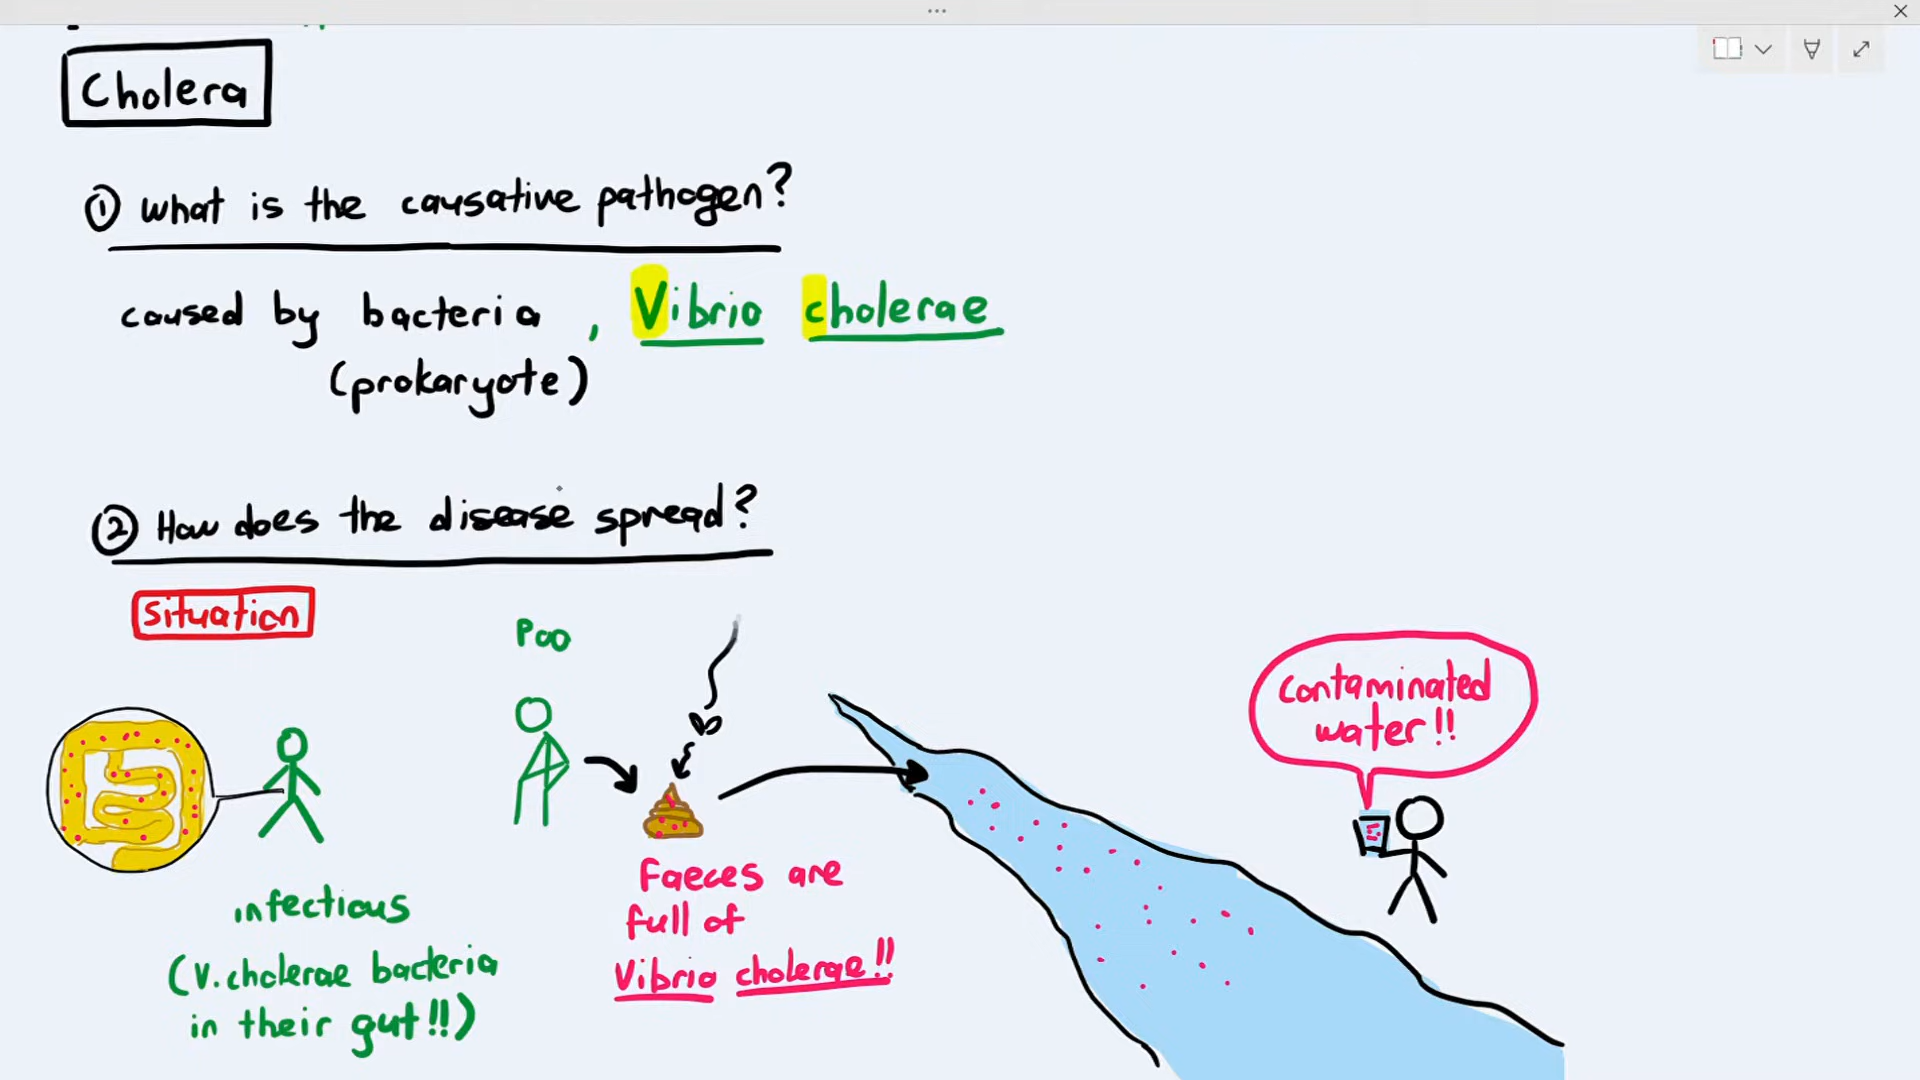 Cholera
① What is the causative pathogen?
caused by bacteria, Vibrio cholerae
(prokaryote)
② How does the disease spread?
Situation
Poo
Contaminated
water!!
infectious
(V. cholerae bacteria
in their gut!!)
Faeces are
full of
Vibrio cholerae!!